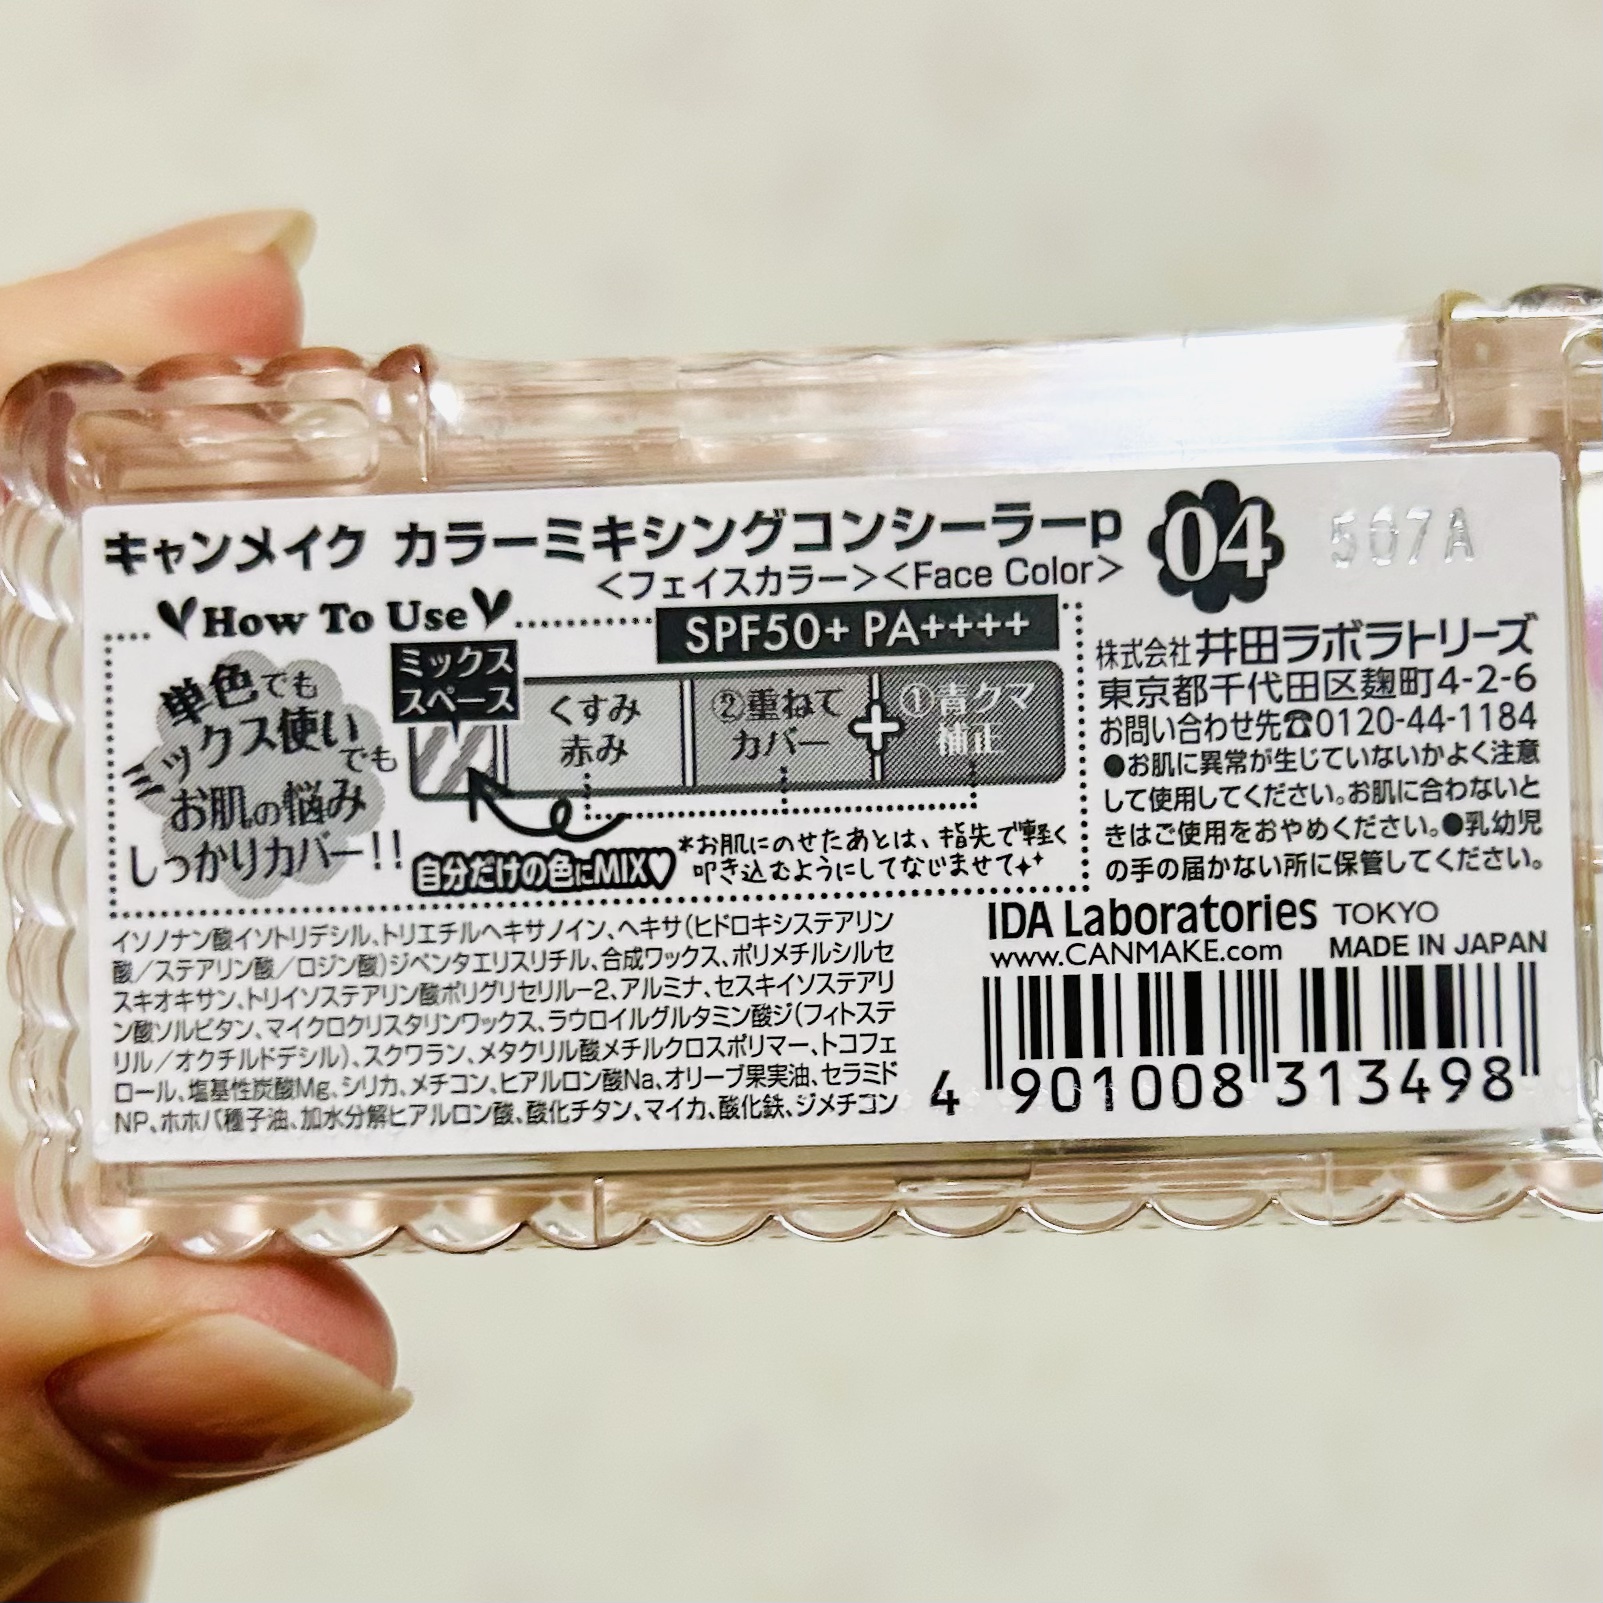 キャンメイク カラーミキシングコンシーラーp
04
507A
<フェイスカラー><Face Color>
How To Use
SPF50+ PA++++
単色でも
ミックス使いでも
お肌の悩み
しっかりカバー!!
ミックス
スペース
くすみ
赤み
②重ねて
カバー
+
①青クマ
補正
自分だけの色にMIX♥
*お肌にのせたあとは、指先で軽く
叩き込むようにしてなじませて✦✦
株式会社井田ラボラトリーズ
東京都千代田区麹町4-2-6
お問い合わせ先☎0120-44-1184
●お肌に異常が生じていないかよく注意
して使用してください。お肌に合わないと
きはご使用をおやめください。●乳幼児
の手の届かない所に保管してください。
イソノナン酸イソトリデシル、トリエチルヘキサノイン、ヘキサ(ヒドロキシステアリン
酸/ステアリン酸/ロジン酸)ジペンタエリスリチル、合成ワックス、ポリメチルシルセ
スキオキサン、トリイソステアリン酸ポリグリセリル-2、アルミナ、セスキイソステアリ
ン酸ソルビタン、マイクロクリスタリンワックス、ラウロイルグルタミン酸ジ(フィトステ
リル/オクチルドデシル)、スクワラン、メタクリル酸メチルクロスポリマー、トコフェ
ロール、塩基性炭酸Mg、シリカ、メチコン、ヒアルロン酸Na、オリーブ果実油、セラミド
NP、ホホバ種子油、加水分解ヒアルロン酸、酸化チタン、マイカ、酸化鉄、ジメチコン
IDA Laboratories TOKYO
www.CANMAKE.com MADE IN JAPAN
4 901008 313498